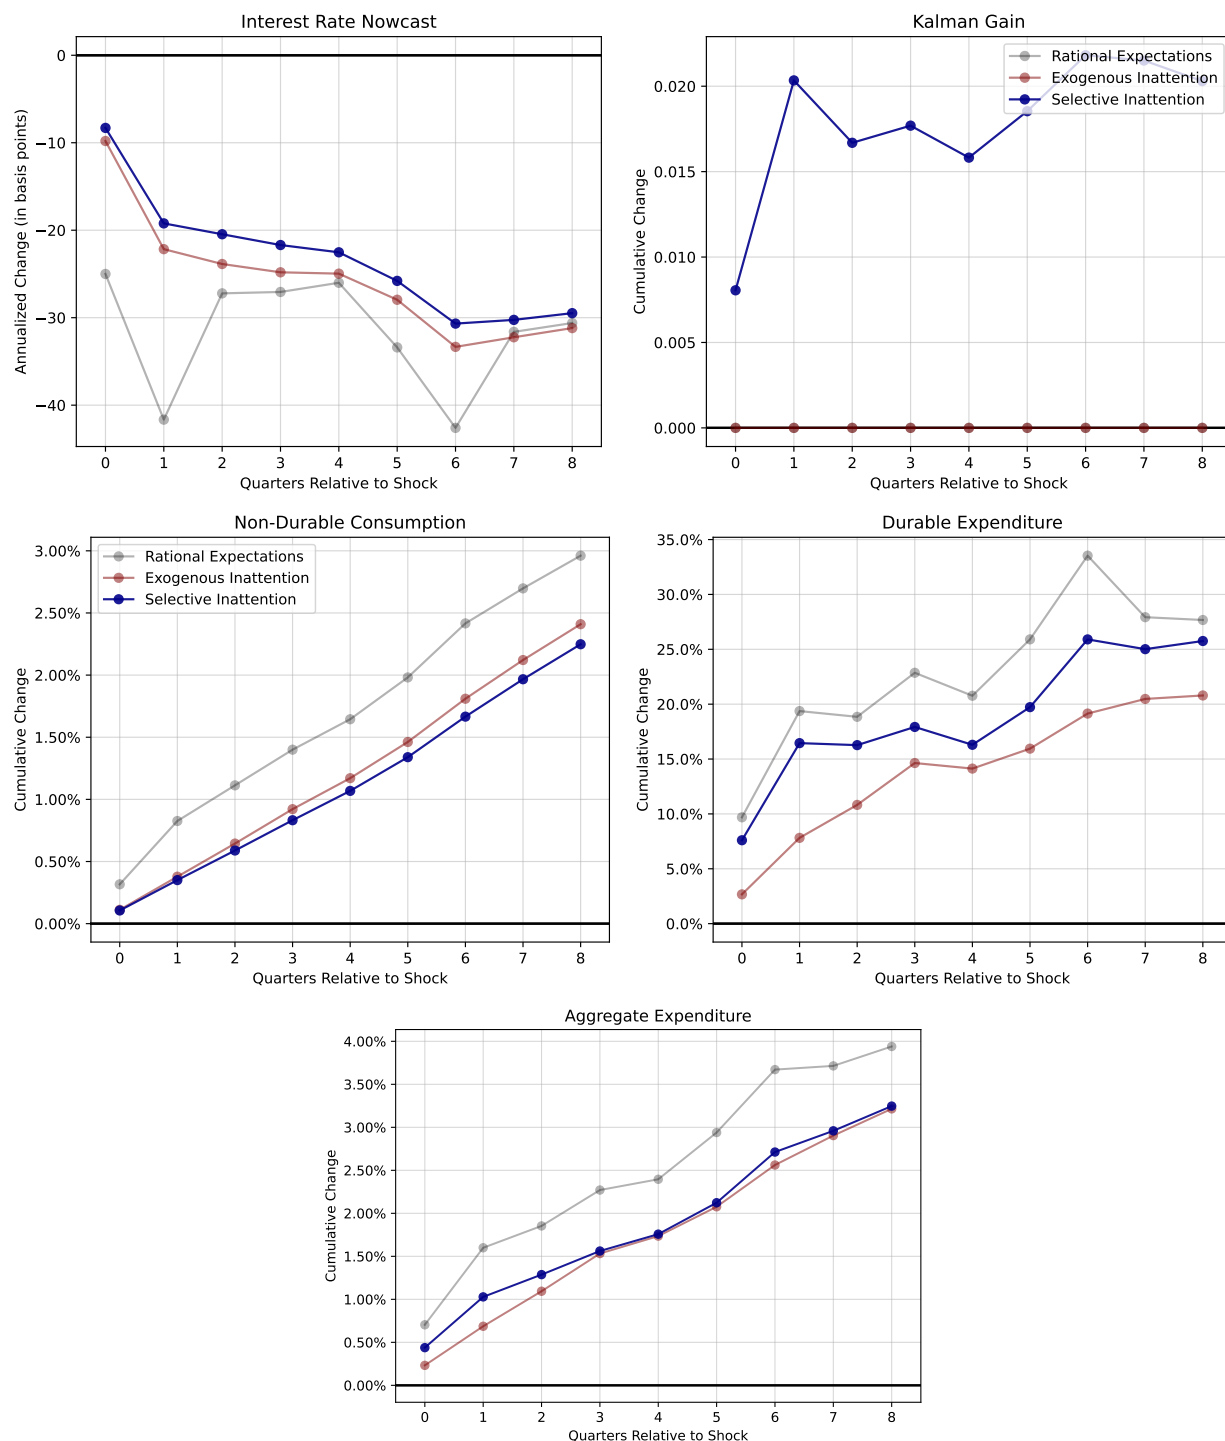 Interest Rate Nowcast
Annualized Change (in basis points)
0
−10
−20
−30
−40
0 1 2 3 4 5 6 7 8
Quarters Relative to Shock
Kalman Gain
Cumulative Change
0.020
0.015
0.010
0.005
0.000
Rational Expectations
Exogenous Inattention
Selective Inattention
0 1 2 3 4 5 6 7 8
Quarters Relative to Shock
Non-Durable Consumption
Cumulative Change
3.00%
2.50%
2.00%
1.50%
1.00%
0.50%
0.00%
Rational Expectations
Exogenous Inattention
Selective Inattention
0 1 2 3 4 5 6 7 8
Quarters Relative to Shock
Durable Expenditure
Cumulative Change
35.0%
30.0%
25.0%
20.0%
15.0%
10.0%
5.0%
0.0%
0 1 2 3 4 5 6 7 8
Quarters Relative to Shock
Aggregate Expenditure
Cumulative Change
4.00%
3.50%
3.00%
2.50%
2.00%
1.50%
1.00%
0.50%
0.00%
0 1 2 3 4 5 6 7 8
Quarters Relative to Shock